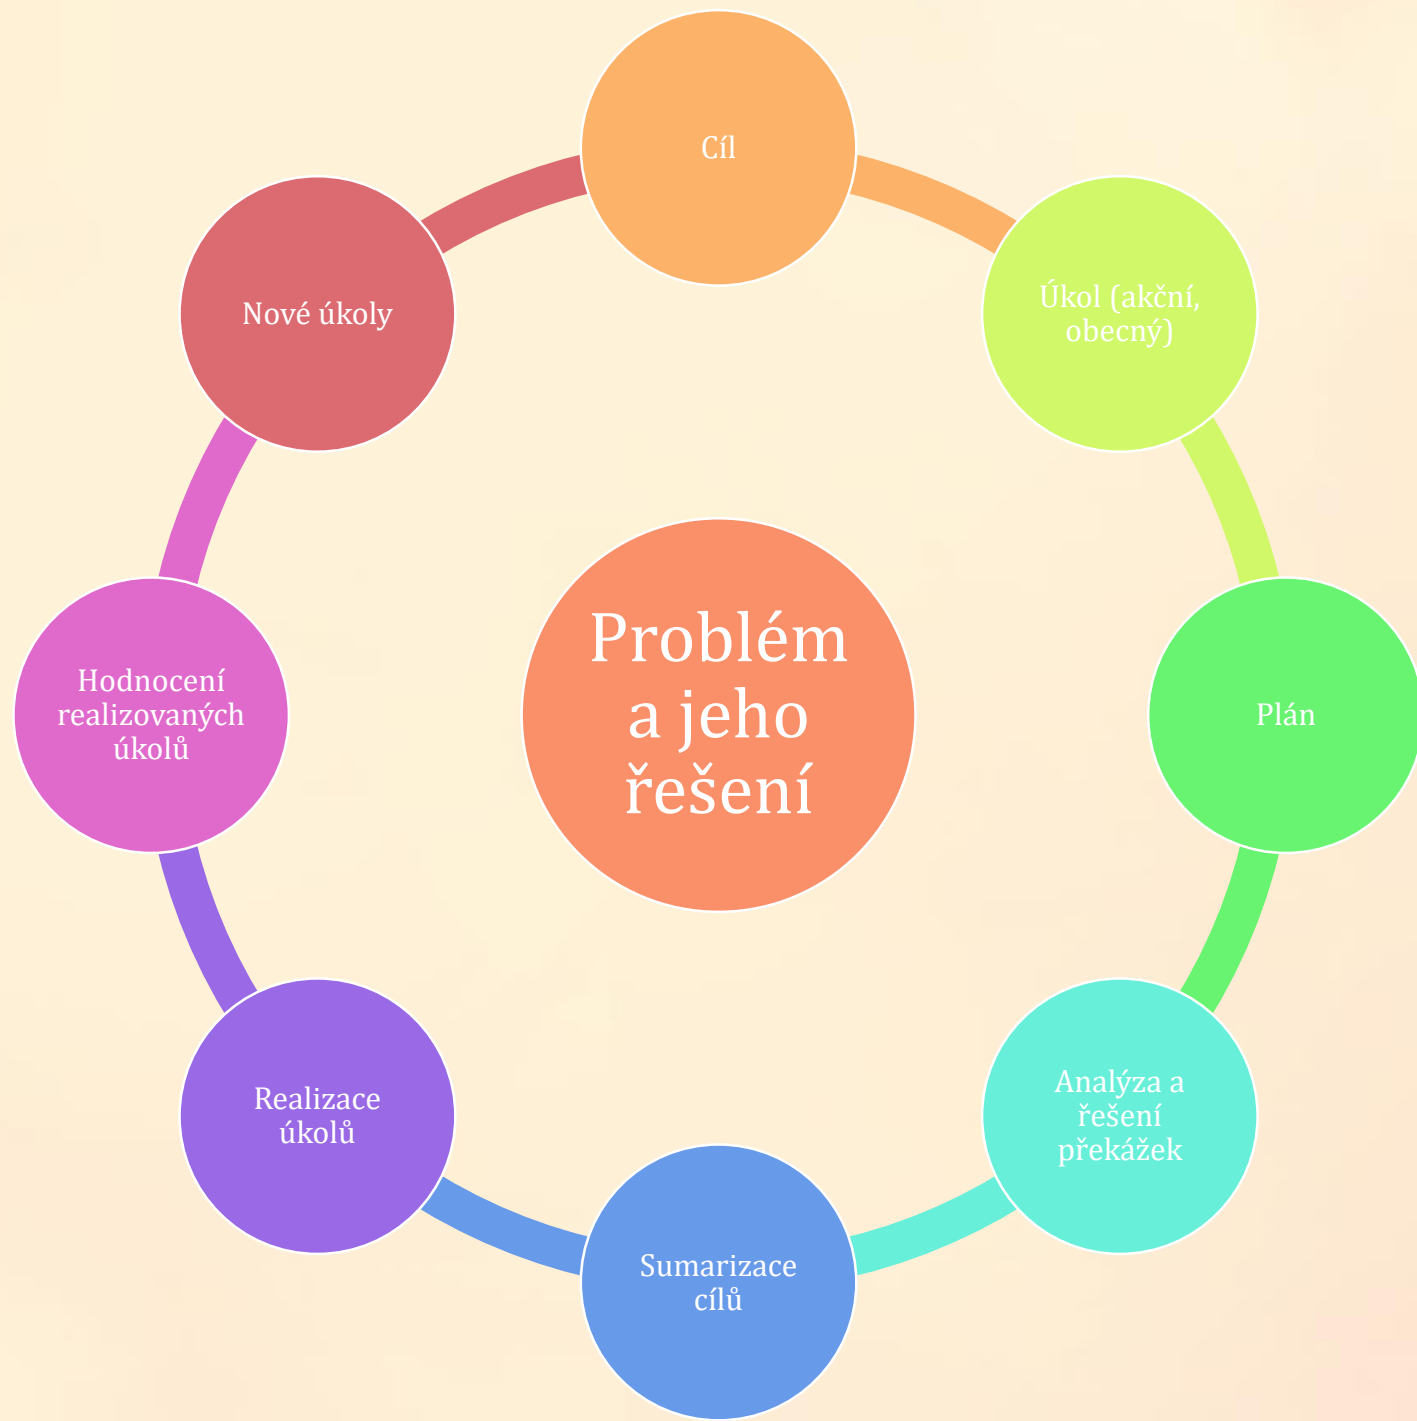 Cíl
Úkol (akční,
obecný)
Plán
Analýza a
řešení
překážek
Sumarizace
cílů
Realizace
úkolů
Hodnocení
realizovaných
úkolů
Nové úkoly
Problém
a jeho
řešení